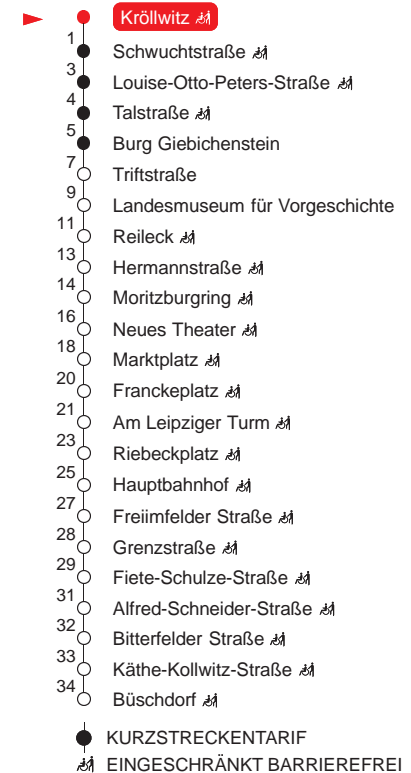 Kröllwitz
1
Schwuchtstraße
3
Louise-Otto-Peters-Straße
4
Talstraße
5
Burg Giebichenstein
7
Triftstraße
9
Landesmuseum für Vorgeschichte
11
Reileck
13
Hermannstraße
14
Moritzburgring
16
Neues Theater
18
Marktplatz
20
Franckeplatz
21
Am Leipziger Turm
23
Riebeckplatz
25
Hauptbahnhof
27
Freiimfelder Straße
28
Grenzstraße
29
Fiete-Schulze-Straße
31
Alfred-Schneider-Straße
32
Bitterfelder Straße
33
Käthe-Kollwitz-Straße
34
Büschdorf
KURZSTRECKENTARIF
EINGESCHRÄNKT BARRIEREFREI